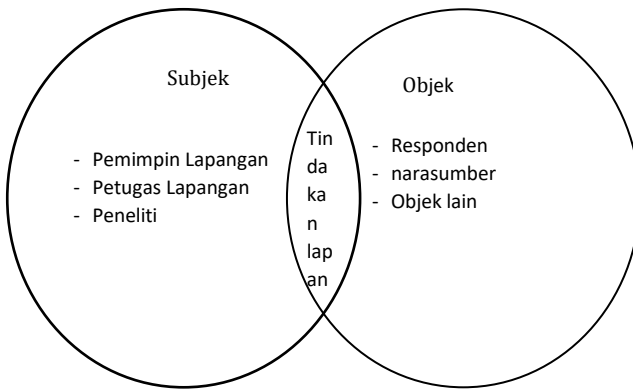 Subjek
- Pemimpin Lapangan
- Petugas Lapangan
- Peneliti
Tin
da
ka
n
lap
an
Objek
- Responden
- narasumber
- Objek lain